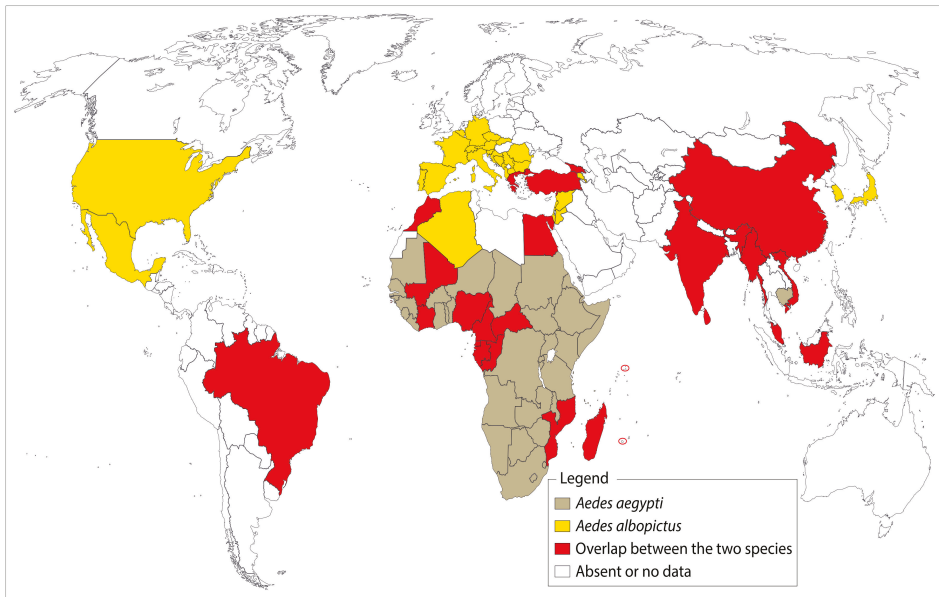 Legend
Aedes aegypti
Aedes albopictus
Overlap between the two species
Absent or no data